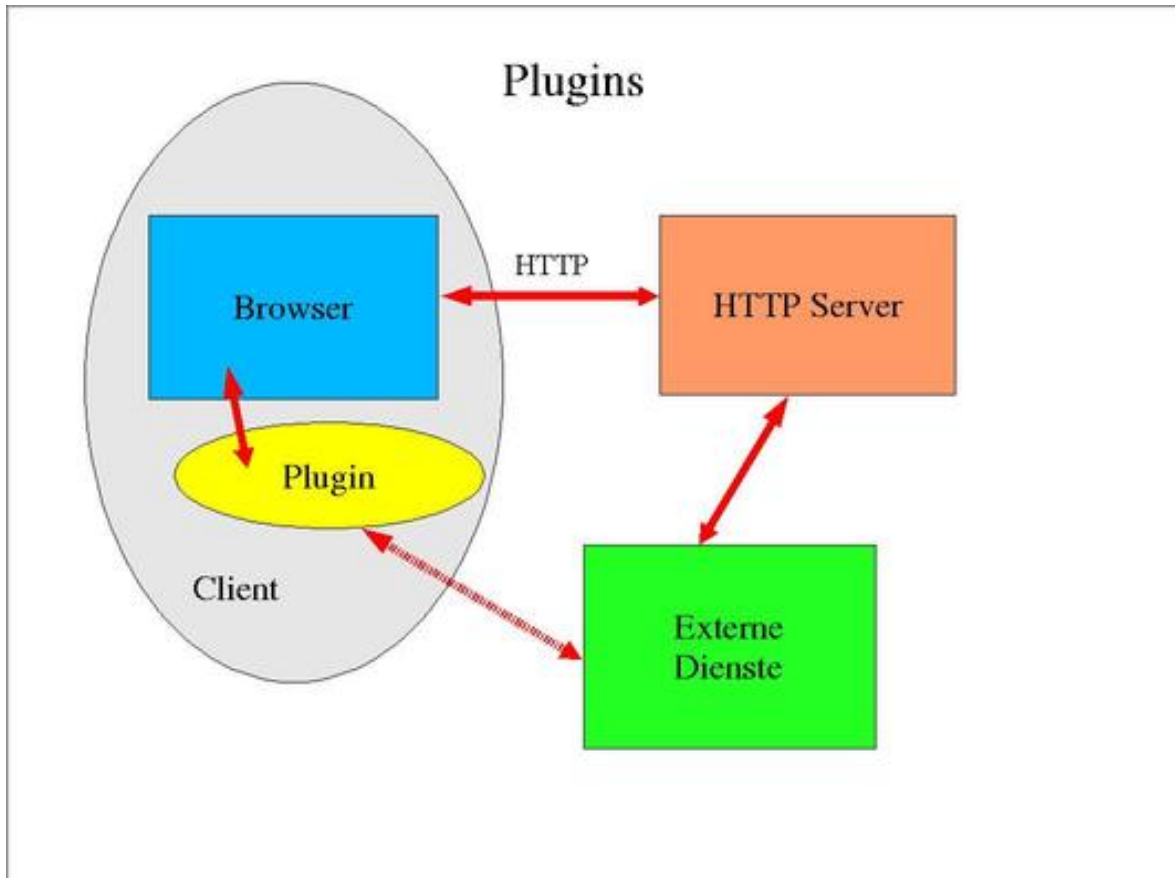 Plugins
HTTP
Browser
HTTP Server
Plugin
Client
Externe
Dienste